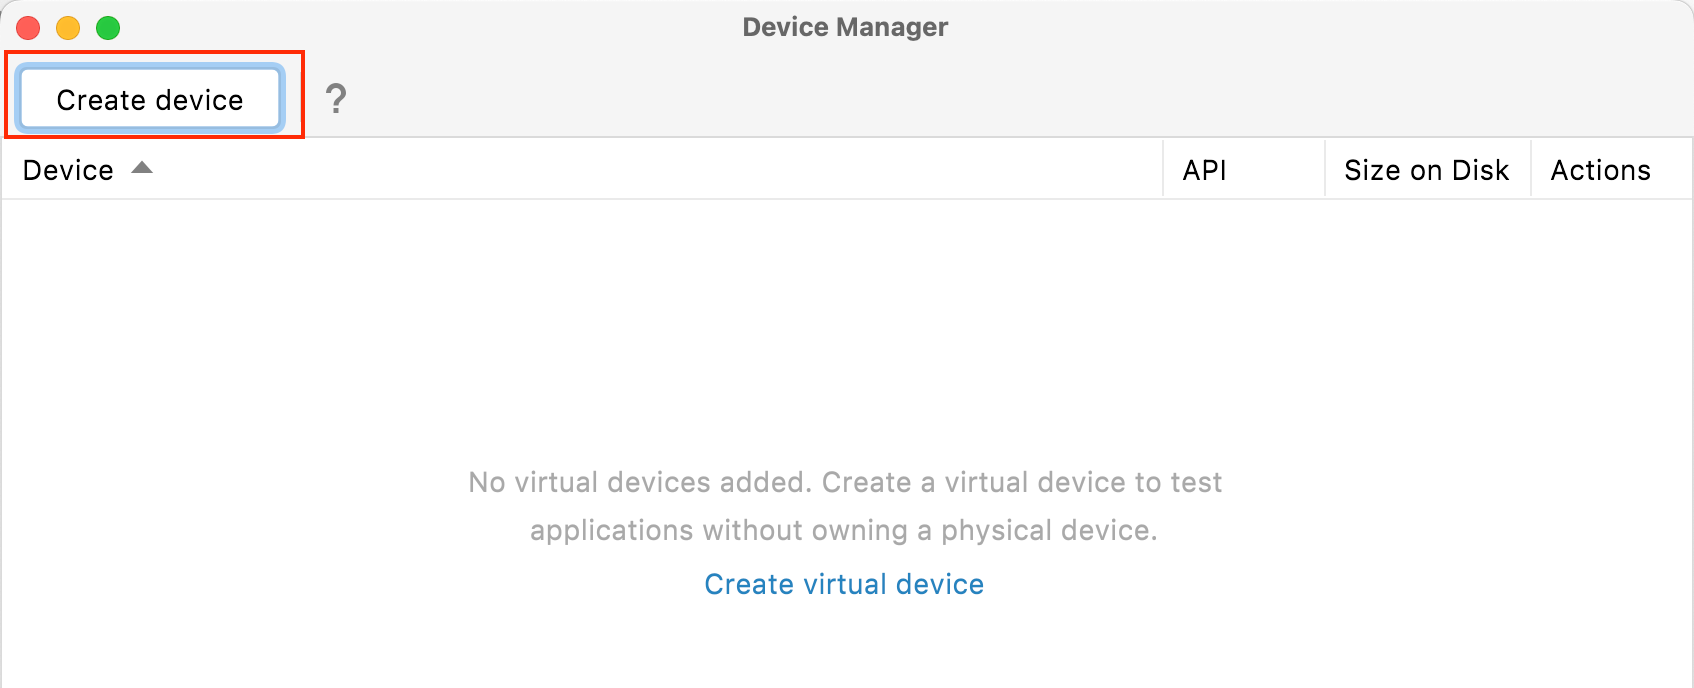 Device Manager
Create device ?
Device API Size on Disk Actions
No virtual devices added. Create a virtual device to test
applications without owning a physical device.
Create virtual device